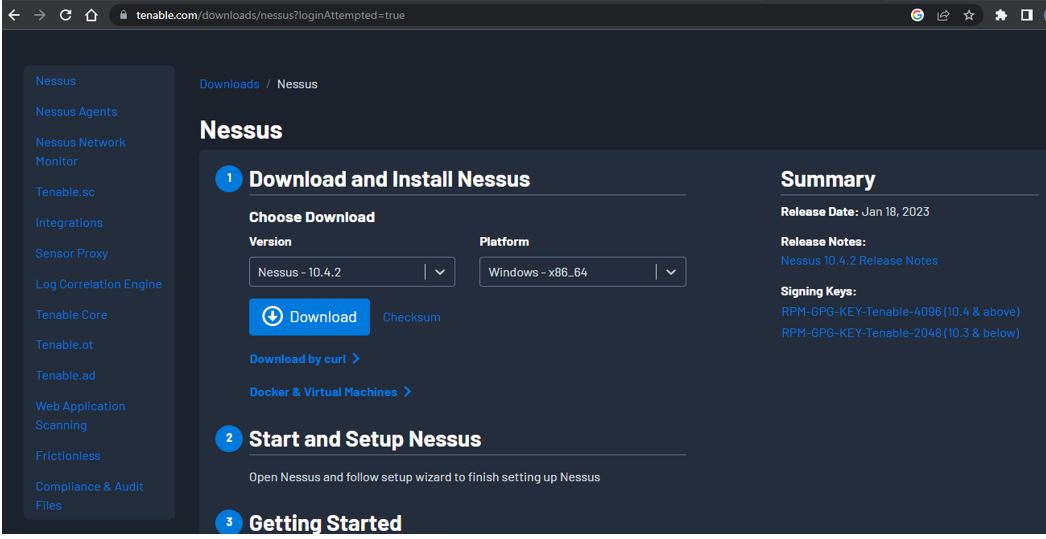 tenable.com/downloads/nessus?loginAttempted=true
Nessus
Nessus Agents
Nessus Network
Monitor
Tenable.sc
Integrations
Sensor Proxy
Log Correlation Engine
Tenable Core
Tenable.ot
Tenable.ad
Web Application
Scanning
Frictionless
Compliance & Audit
Files
Downloads / Nessus
Nessus
1 Download and Install Nessus
Choose Download
Version
Platform
Nessus - 10.4.2
Windows - x86_64
Download
Checksum
Download by curl
Docker & Virtual Machines
2 Start and Setup Nessus
Open Nessus and follow setup wizard to finish setting up Nessus
3 Getting Started
Summary
Release Date: Jan 18, 2023
Release Notes:
Nessus 10.4.2 Release Notes
Signing Keys:
RPM-GPG-KEY-Tenable-4096 (10.4 & above)
RPM-GPG-KEY-Tenable-2048 (10.3 & below)